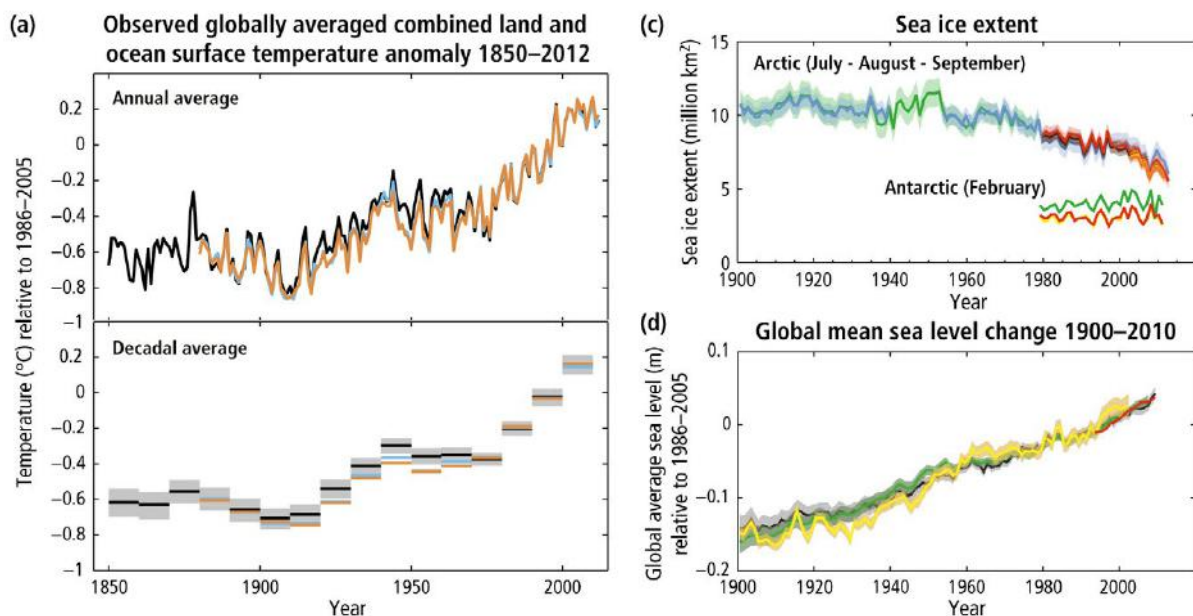 (a)
Observed globally averaged combined land and
ocean surface temperature anomaly 1850–2012
Annual average
0.2
0
−0.2
−0.4
−0.6
−0.8
−1
Decadal average
0.2
0
−0.2
−0.4
−0.6
−0.8
−1
Temperature (°C) relative to 1986–2005
1850
1900
1950
2000
Year
(c)
Sea ice extent
Arctic (July - August - September)
Antarctic (February)
15
10
5
0
Sea ice extent (million km²)
1900
1920
1940
1960
1980
2000
Year
(d)
Global mean sea level change 1900–2010
0.1
0
−0.1
−0.2
Global average sea level (m)
relative to 1986–2005
1900
1920
1940
1960
1980
2000
Year